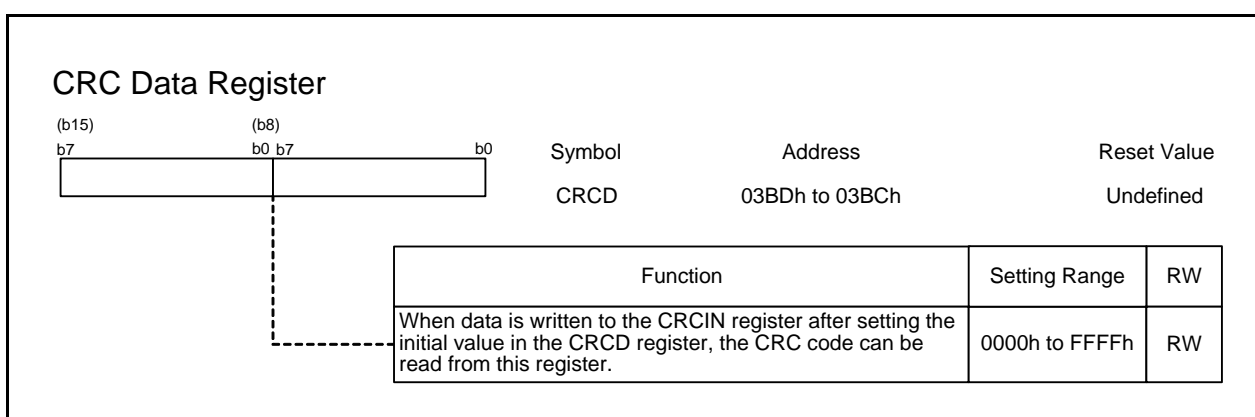 CRC Data Register
(b15) (b8)
b7 b0 b7 b0 Symbol Address Reset Value
CRCD 03BDh to 03BCh Undefined
Function Setting Range RW
When data is written to the CRCIN register after setting the
initial value in the CRCD register, the CRC code can be
read from this register.
0000h to FFFFh RW